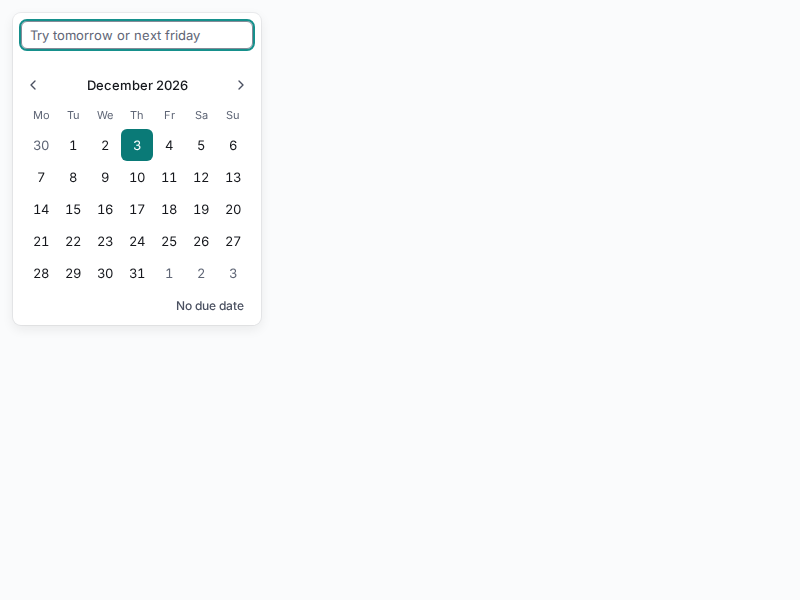 Try tomorrow or next friday
December 2026
Mo Tu We Th Fr Sa Su
30 1 2 3 4 5 6
7 8 9 10 11 12 13
14 15 16 17 18 19 20
21 22 23 24 25 26 27
28 29 30 31 1 2 3
No due date